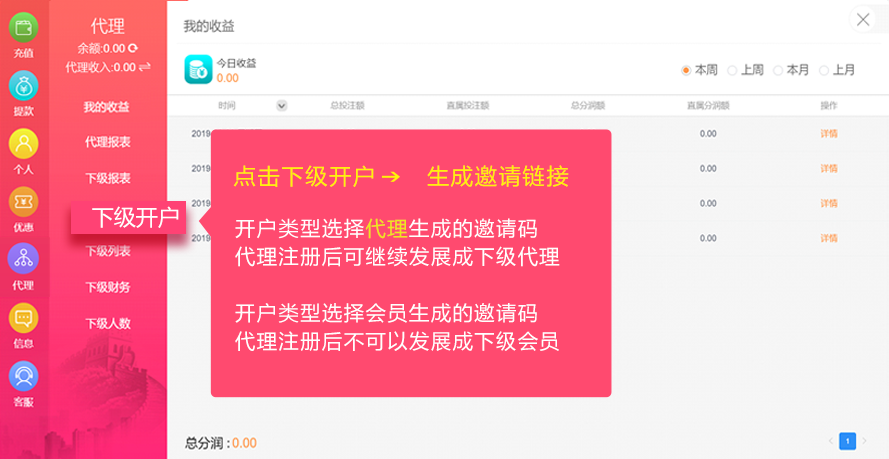 充值
提款
个人
优惠
代理
信息
客服
代理
余额:0.00
代理收入:0.00
我的收益
代理报表
下级报表
下级开户
下级列表
下级财务
下级人数
我的收益
今日收益
0.00
本周
上周
本月
上月
时间
总投注额
直属投注额
总分润额
直属分润额
操作
2019
0.00
详情
2019
0.00
详情
2019
0.00
详情
2019
0.00
详情
点击下级开户→ 生成邀请链接
开户类型选择代理生成的邀请码
代理注册后可继续发展成下级代理
开户类型选择会员生成的邀请码
代理注册后不可以发展成下级会员
总分润:0.00
1